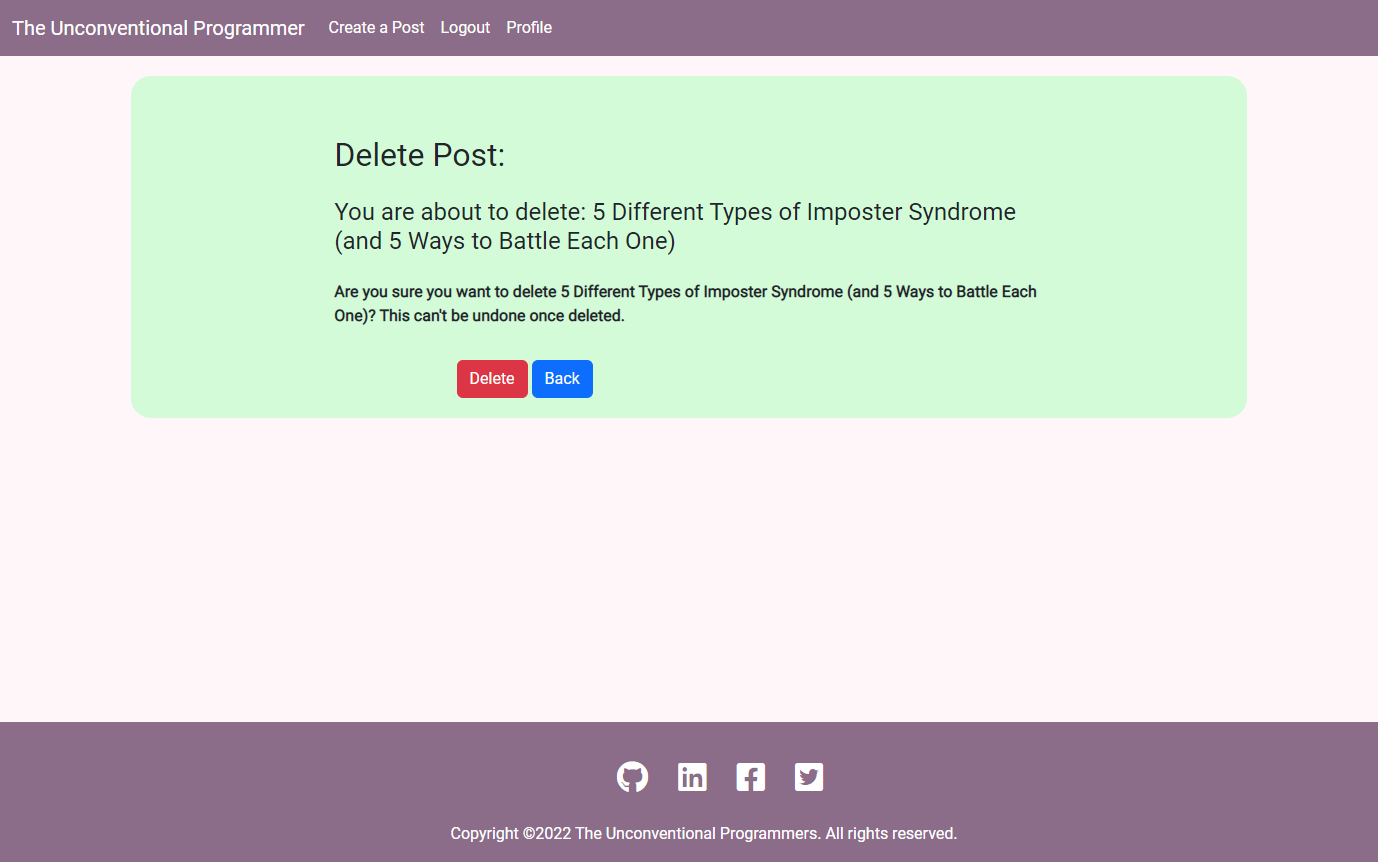 The Unconventional Programmer Create a Post Logout Profile
Delete Post:
You are about to delete: 5 Different Types of Imposter Syndrome
(and 5 Ways to Battle Each One)
Are you sure you want to delete 5 Different Types of Imposter Syndrome (and 5 Ways to Battle Each
One)? This can't be undone once deleted.
Delete Back
Copyright ©2022 The Unconventional Programmers. All rights reserved.